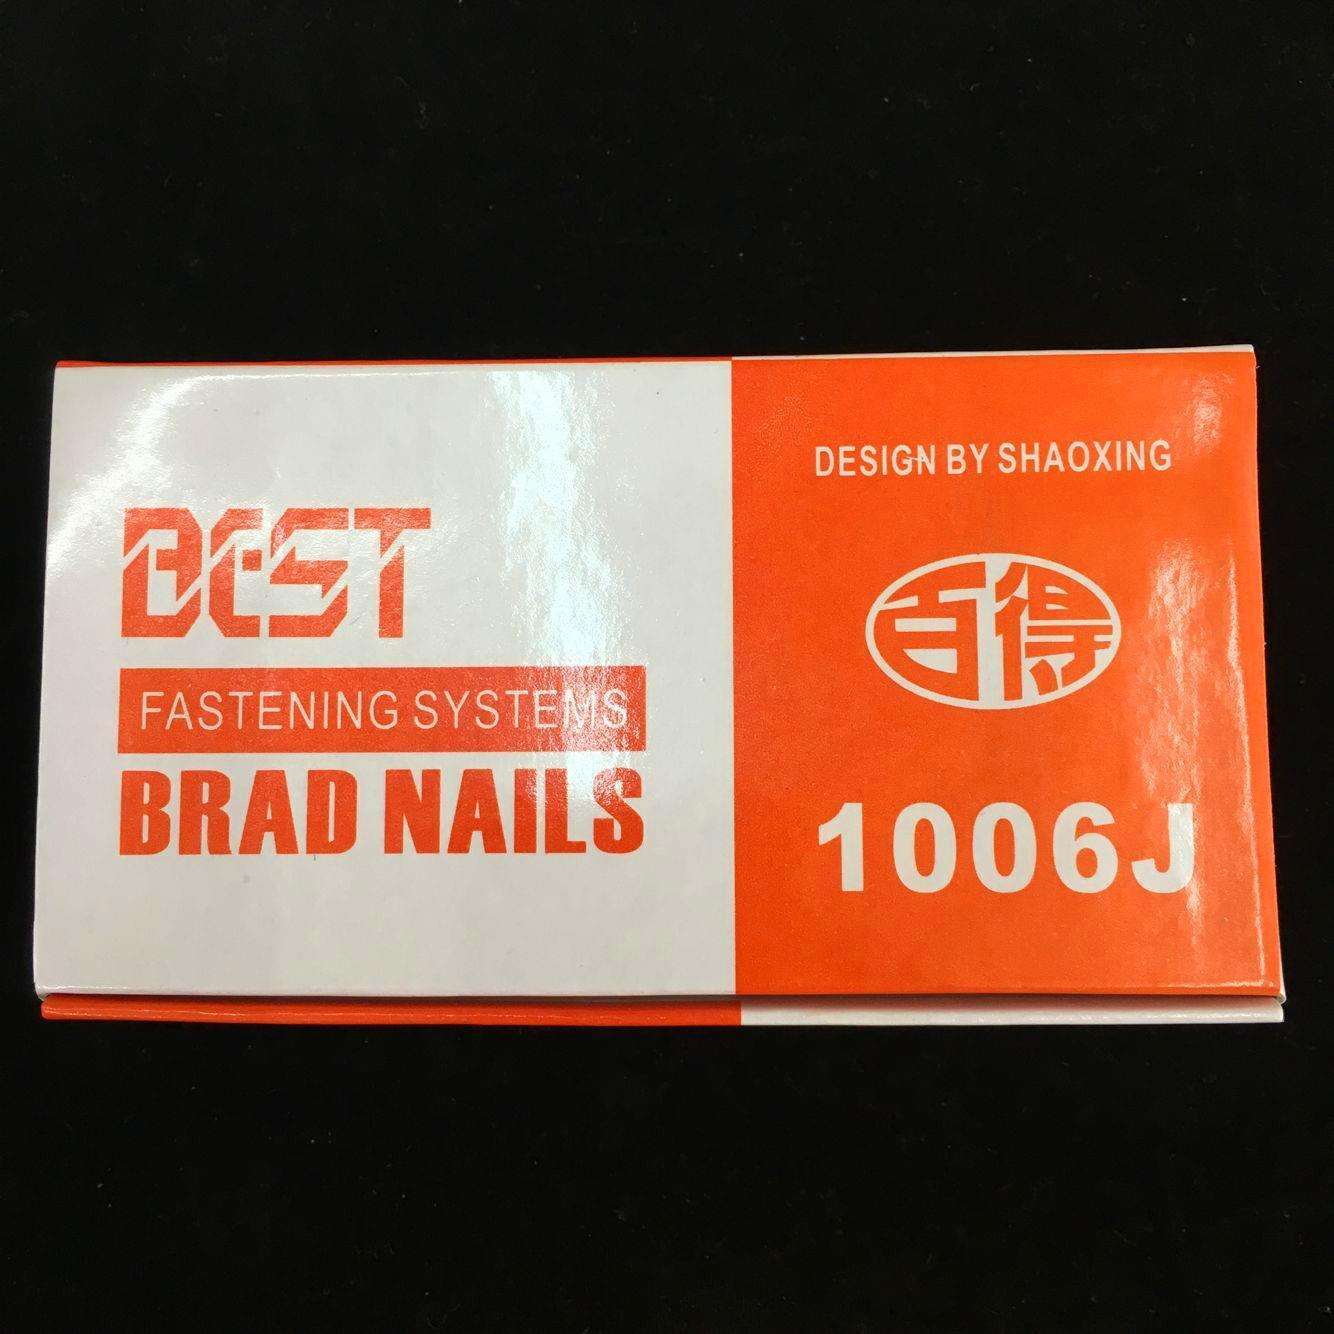 BEST
FASTENING SYSTEMS
BRAD NAILS
DESIGN BY SHAOXING
百得
1006J